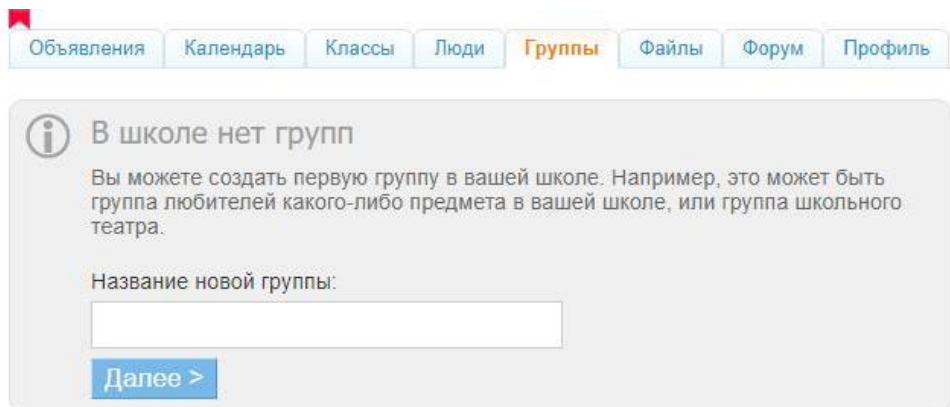 Объявления Календарь Классы Люди Группы Файлы Форум Профиль
В школе нет групп
Вы можете создать первую группу в вашей школе. Например, это может быть
группа любителей какого-либо предмета в вашей школе, или группа школьного
театра.
Название новой группы:
Далее >